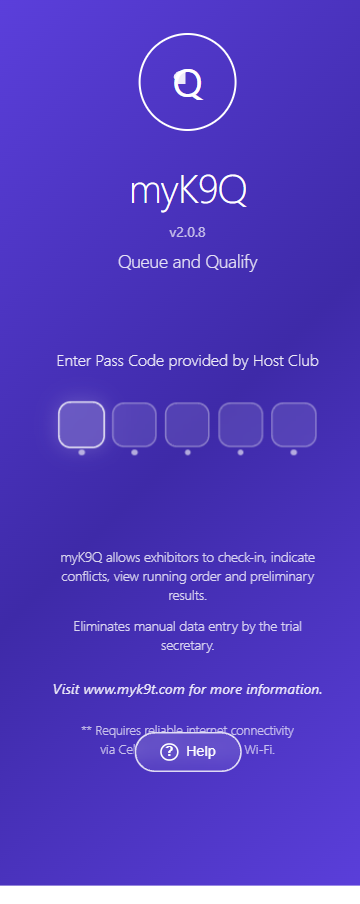 Q
myK9Q
v2.0.8
Queue and Qualify
Enter Pass Code provided by Host Club
myK9Q allows exhibitors to check-in, indicate
conflicts, view running order and preliminary
results.
Eliminates manual data entry by the trial
secretary.
Visit www.myk9t.com for more information.
** Requires reliable internet connectivity
via Wi-Fi.
? Help